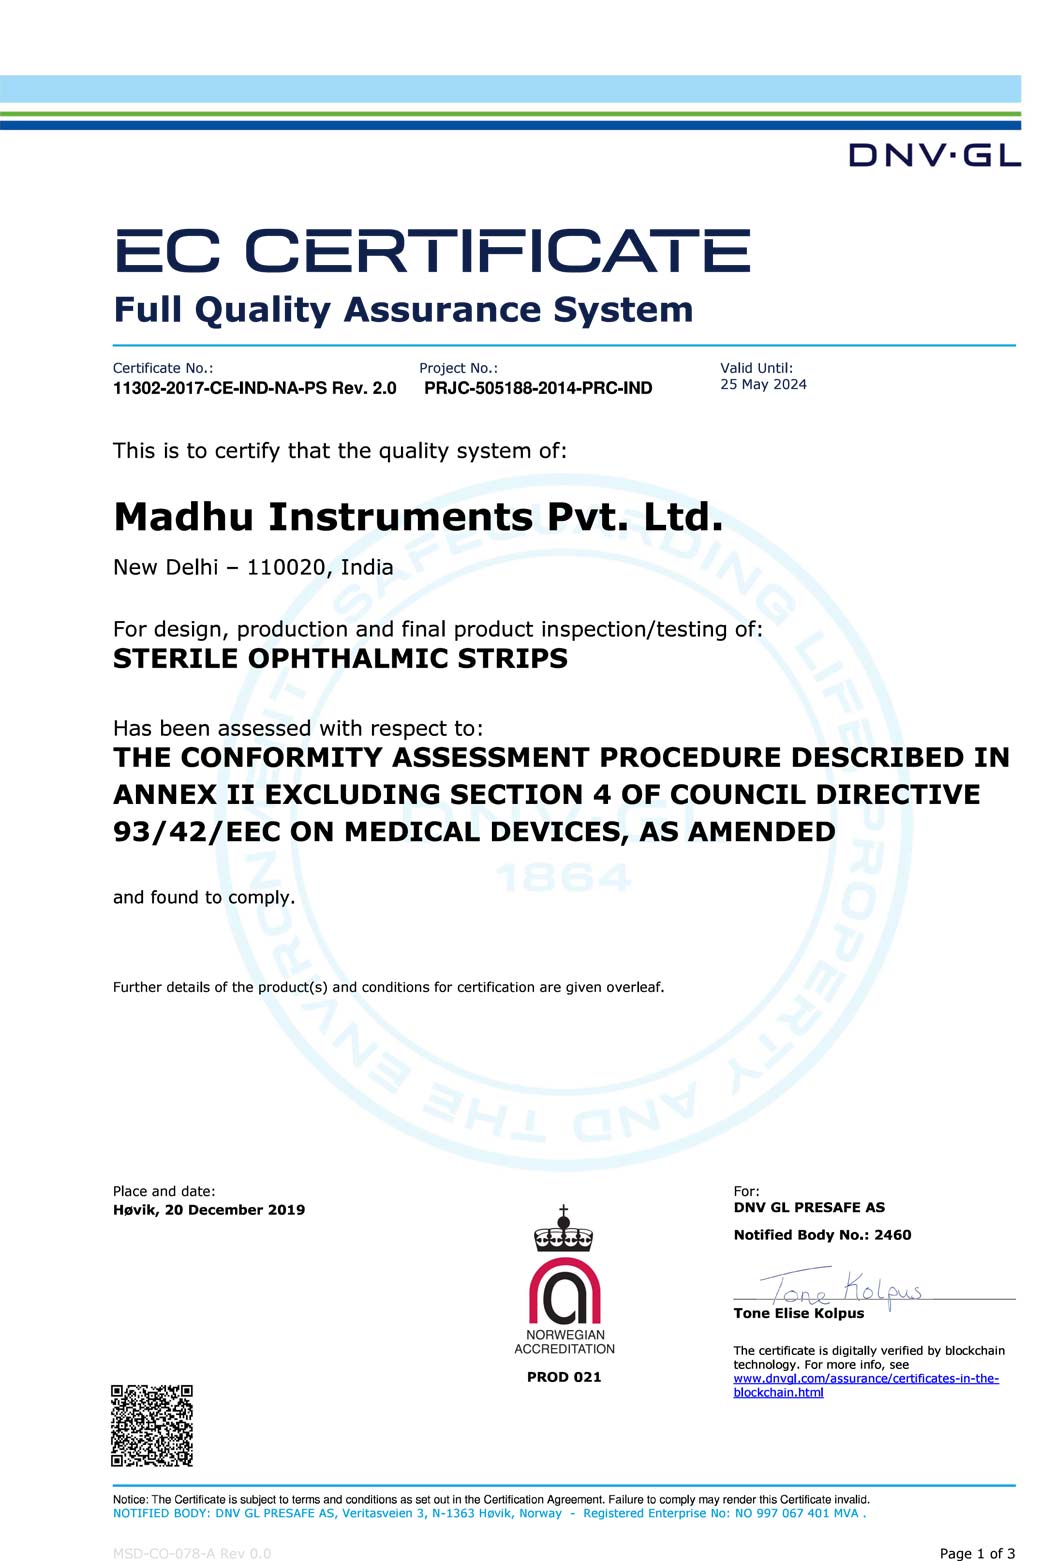 DNV·GL
EC CERTIFICATE
Full Quality Assurance System
Certificate No.:
11302-2017-CE-IND-NA-PS Rev. 2.0
Project No.:
PRJC-505188-2014-PRC-IND
Valid Until:
25 May 2024
This is to certify that the quality system of:
Madhu Instruments Pvt. Ltd.
New Delhi – 110020, India
For design, production and final product inspection/testing of:
STERILE OPHTHALMIC STRIPS
Has been assessed with respect to:
THE CONFORMITY ASSESSMENT PROCEDURE DESCRIBED IN
ANNEX II EXCLUDING SECTION 4 OF COUNCIL DIRECTIVE
93/42/EEC ON MEDICAL DEVICES, AS AMENDED
and found to comply.
Further details of the product(s) and conditions for certification are given overleaf.
SAFEGUARDING LIFE, PROPERTY AND THE ENVIRONMENT
DNV·GL
1864
Place and date:
Høvik, 20 December 2019
NORWEGIAN
ACCREDITATION
PROD 021
For:
DNV GL PRESAFE AS
Notified Body No.: 2460
Tone Kolpus
Tone Elise Kolpus
The certificate is digitally verified by blockchain
technology. For more info, see
www.dnvgl.com/assurance/certificates-in-the-
blockchain.html
Notice: The Certificate is subject to terms and conditions as set out in the Certification Agreement. Failure to comply may render this Certificate invalid.
NOTIFIED BODY: DNV GL PRESAFE AS, Veritasveien 3, N-1363 Høvik, Norway - Registered Enterprise No: NO 997 067 401 MVA .
MSD-CO-078-A Rev 0.0
Page 1 of 3